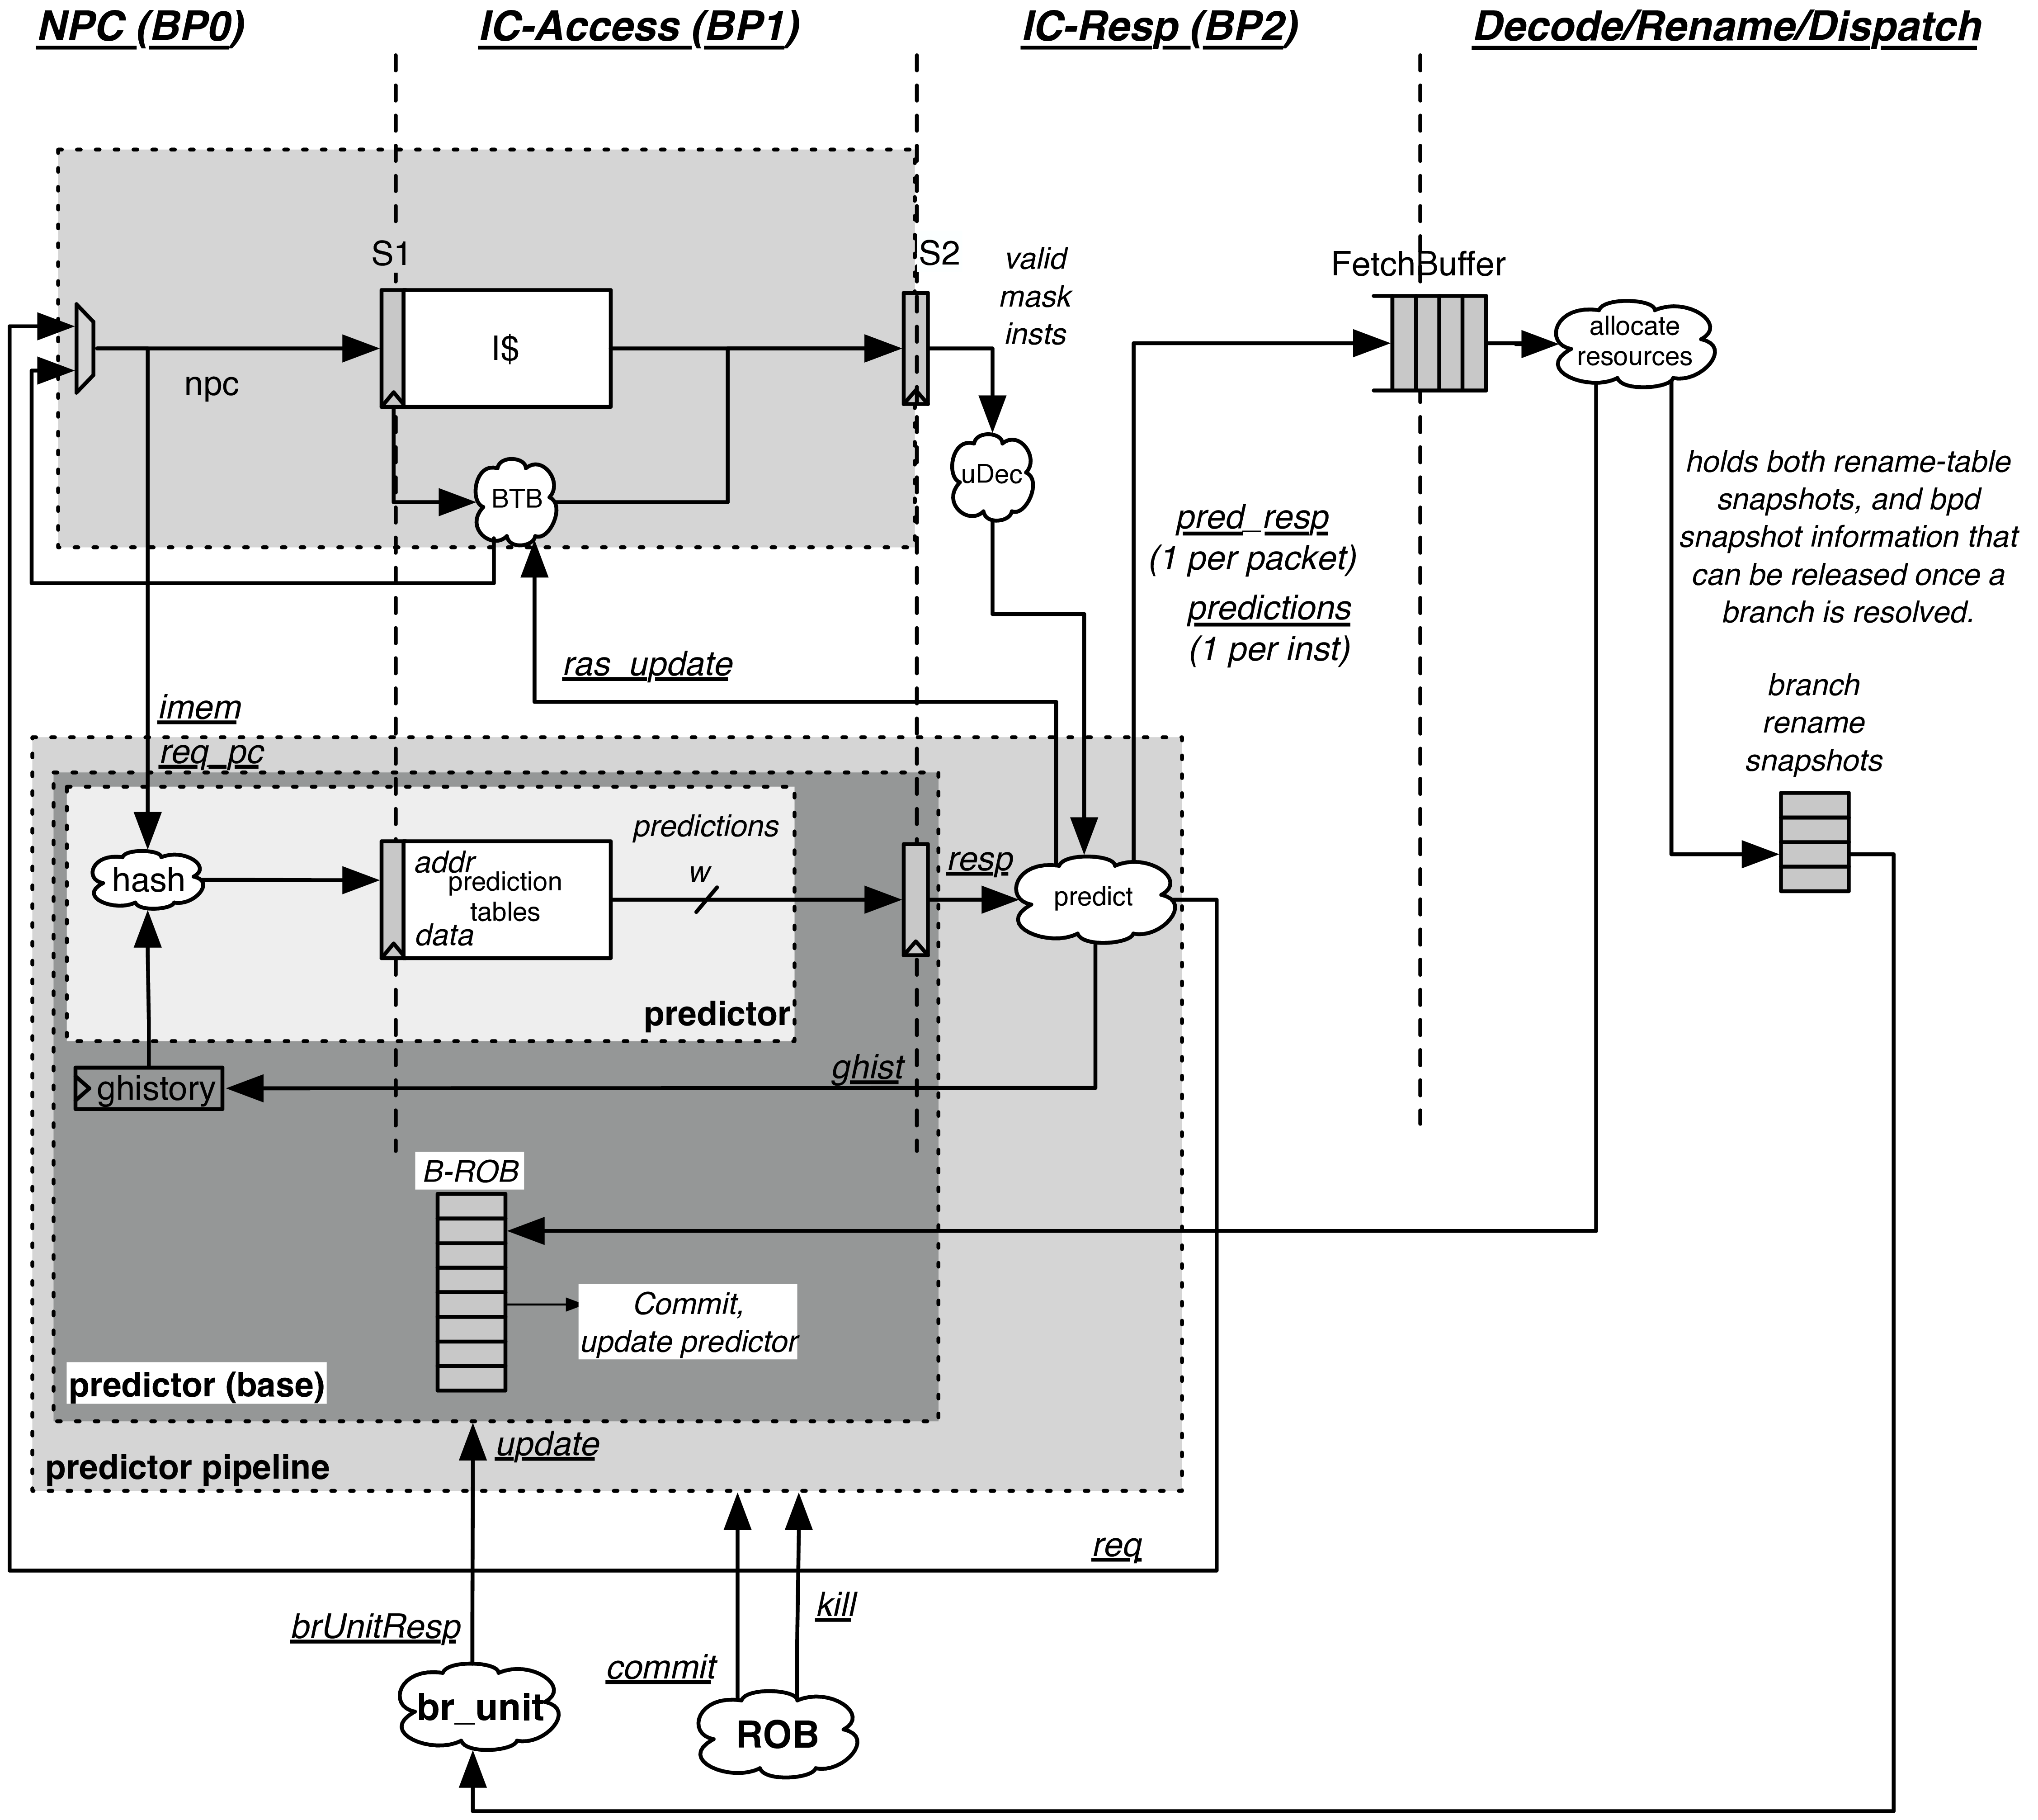 NPC (BP0)
IC-Access (BP1)
IC-Resp (BP2)
Decode/Rename/Dispatch
S1
S2
valid
mask
insts
FetchBuffer
allocate
resources
I$
npc
BTB
uDec
holds both rename-table
snapshots, and bpd
snapshot information that
can be released once a
branch is resolved.
pred_resp
(1 per packet)
predictions
(1 per inst)
ras_update
imem
req_pc
branch
rename
snapshots
hash
addr
prediction
tables
data
predictions
w
resp
predict
predictor
ghistory
ghist
B-ROB
Commit,
update predictor
predictor (base)
update
predictor pipeline
req
brUnitResp
kill
commit
br_unit
ROB